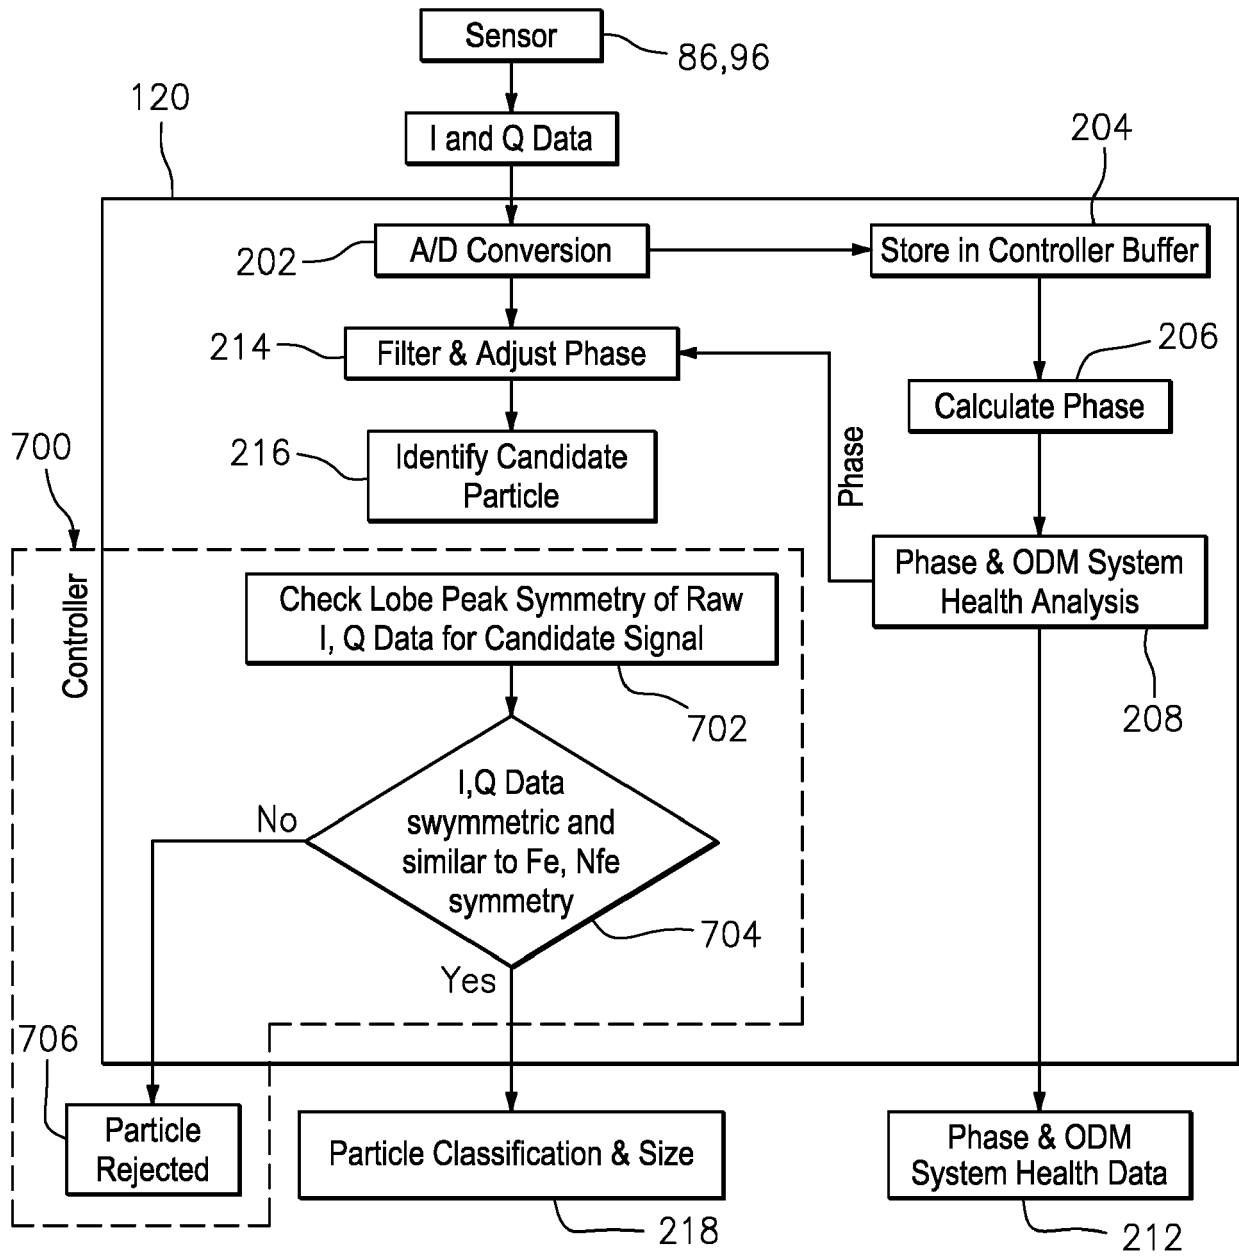 Sensor
86,96
120
I and Q Data
204
A/D Conversion
202
Store in Controller Buffer
214
Filter & Adjust Phase
206
Calculate Phase
700
216
Identify Candidate
Particle
Phase
Phase & ODM System
Health Analysis
208
Controller
Check Lobe Peak Symmetry of Raw
I, Q Data for Candidate Signal
702
I,Q Data
swymmetric and
similar to Fe, Nfe
symmetry
No
704
Yes
706
Particle
Rejected
Particle Classification & Size
218
Phase & ODM
System Health Data
212